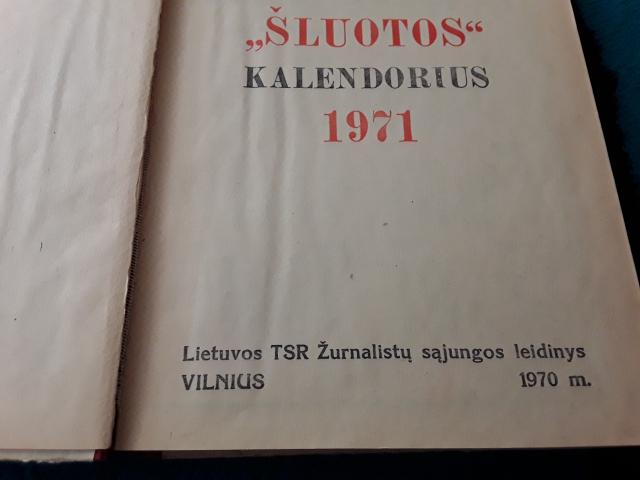 „ŠLUOTOS“
KALENDORIUS
1971
Lietuvos TSR Žurnalistų sąjungos leidinys
VILNIUS 1970 m.